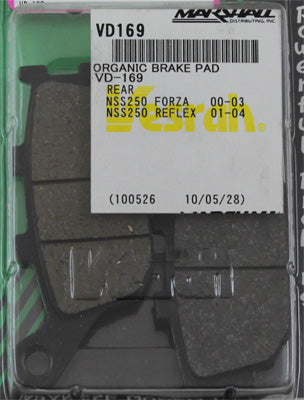 MARSHALL
DISTRIBUTING, INC.
VD169
ORGANIC BRAKE PAD
VD-169
REAR
NSS250 FORZA 00-03
NSS250 REFLEX 01-04
Vesrah
(100526 10/05/28)